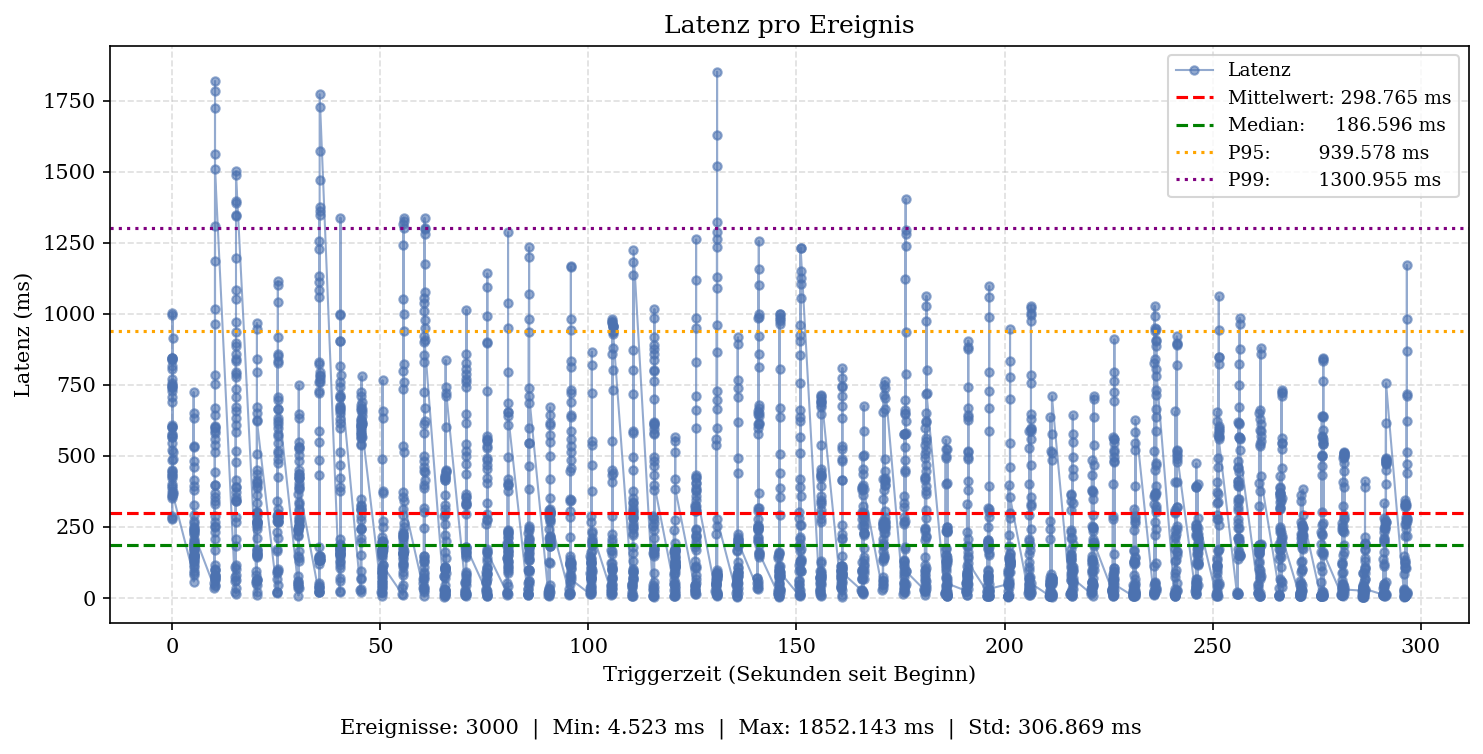 Latenz pro Ereignis
Latenz (ms)
1750
1500
1250
1000
750
500
250
0
Latenz
Mittelwert: 298.765 ms
Median: 186.596 ms
P95: 939.578 ms
P99: 1300.955 ms
0 50 100 150 200 250 300
Triggerzeit (Sekunden seit Beginn)
Ereignisse: 3000 | Min: 4.523 ms | Max: 1852.143 ms | Std: 306.869 ms